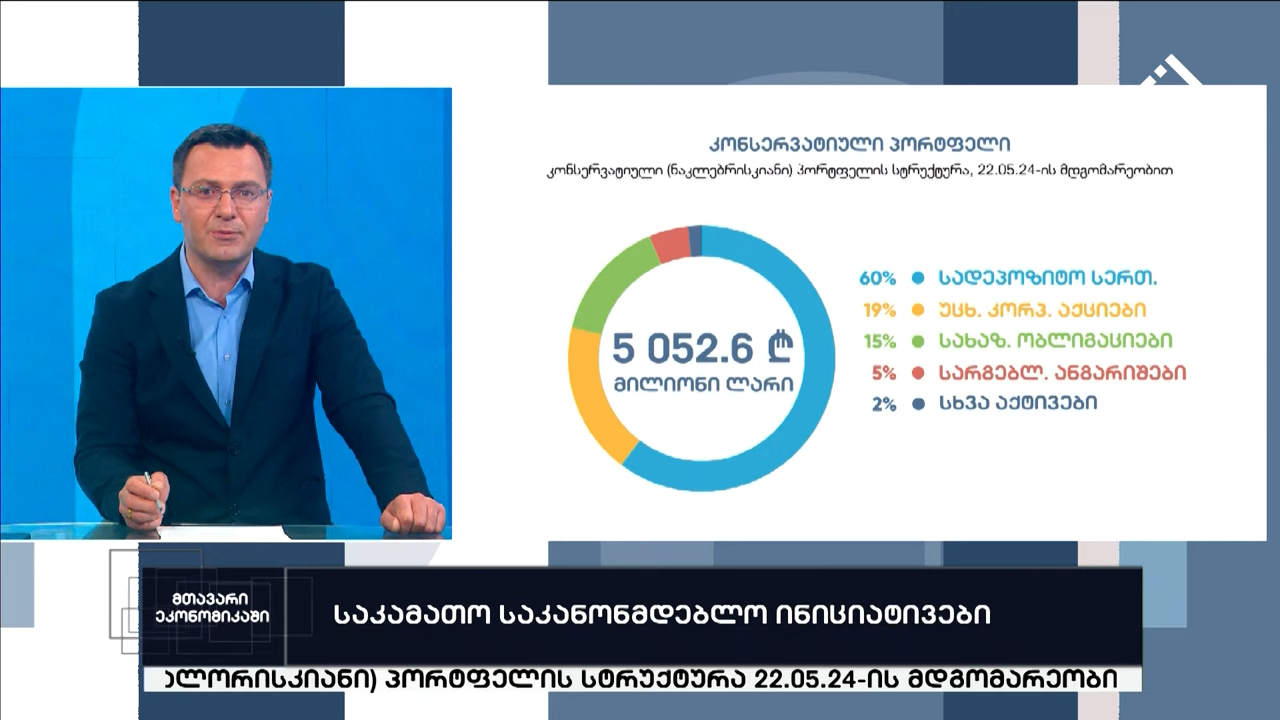 კონსერვატიული პორტფელი
კონსერვატიული (ნაკლებრისკიანი) პორტფელის სტრუქტურა, 22.05.24-ის მდგომარეობით
5 052.6 ₾
მილიონი ლარი
60% ● სადეპოზიტო სერთ.
19% ● უცხ. კორპ. აქციები
15% ● სახაზ. ობლიგაციები
5% ● სარგებლ. ანგარიშები
2% ● სხვა აქტივები
მთავარი
ეკონომიკაში
საკამათო საკანონმდებლო ინიციატივები
ალორისკიანი) პორტფელის სტრუქტურა 22.05.24-ის მდგომარეობი